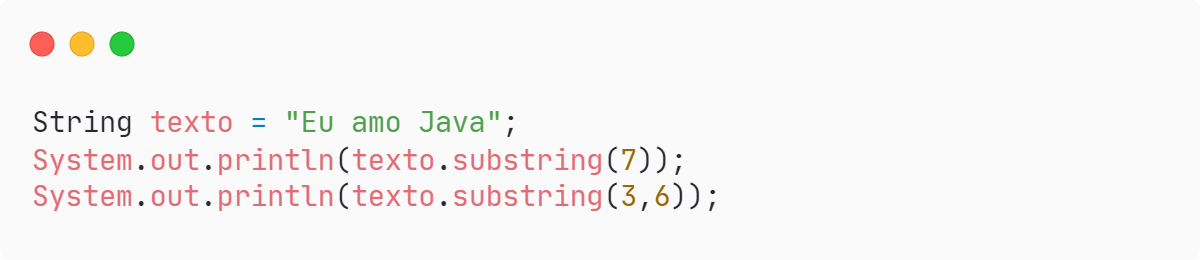 String texto = "Eu amo Java";
System.out.println(texto.substring(7));
System.out.println(texto.substring(3,6));